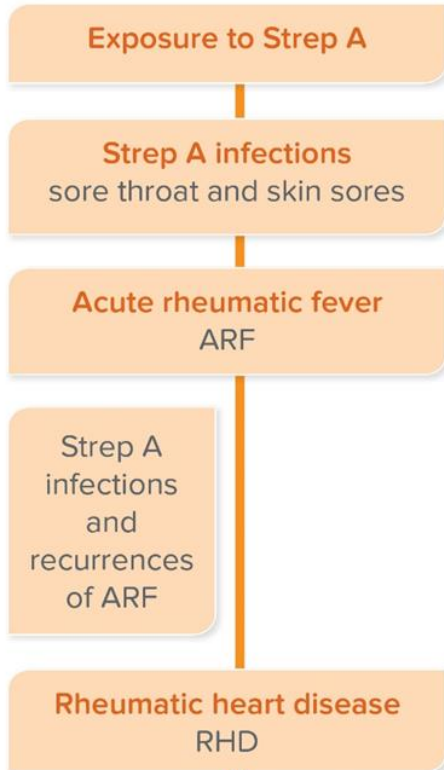 Exposure to Strep A
Strep A infections
sore throat and skin sores
Acute rheumatic fever
ARF
Strep A
infections
and
recurrences
of ARF
Rheumatic heart disease
RHD